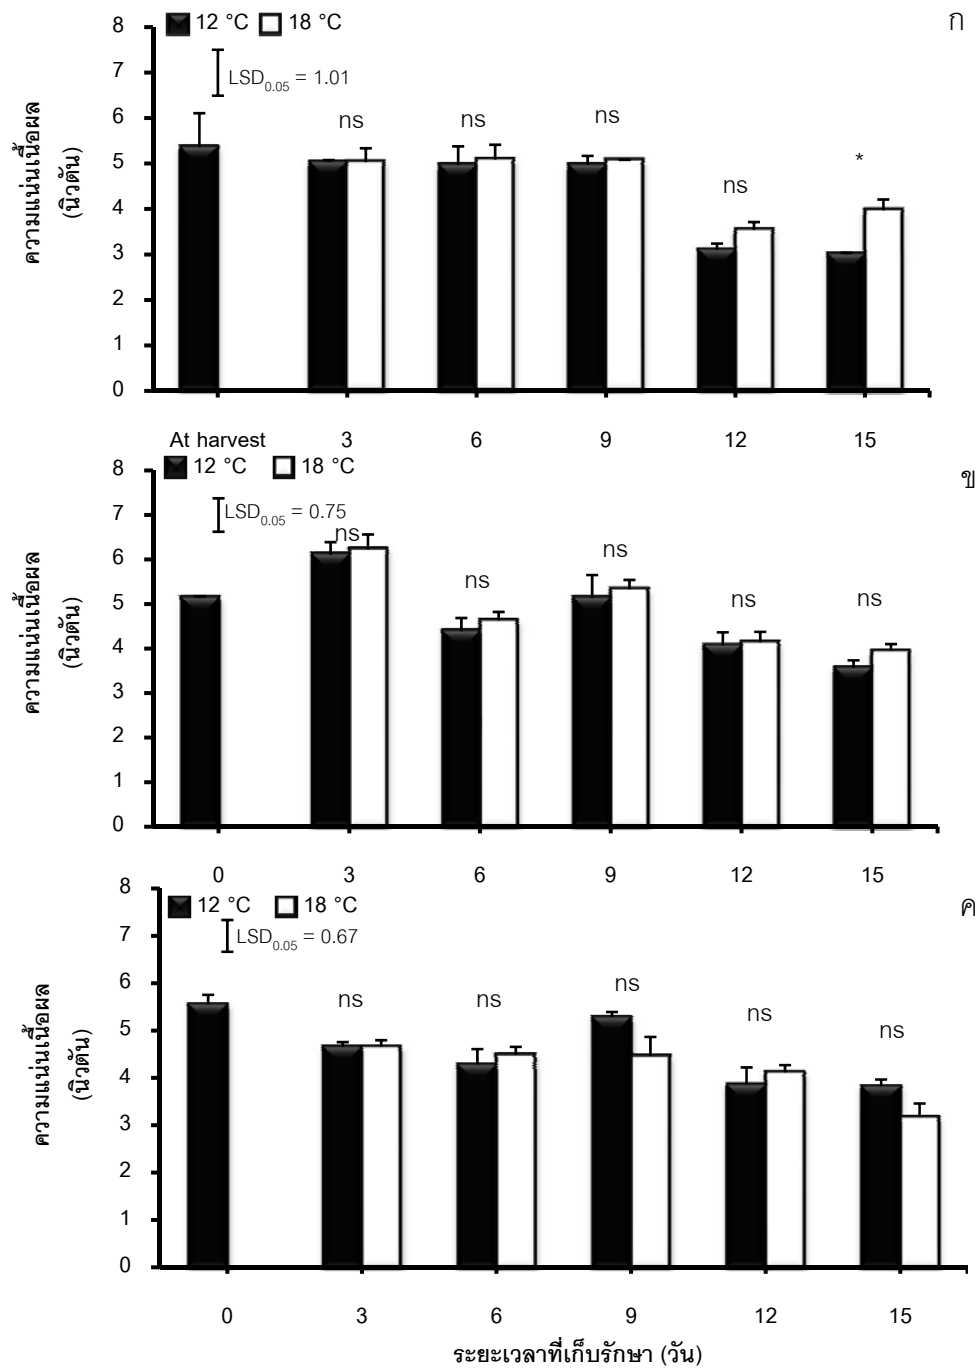 ก
12 °C 18 °C
LSD0.05 = 1.01
ความแน่นเนื้อผล
(นิวตัน)
8
7
6
5
4
3
2
1
0
ns ns ns ns *
At harvest 3 6 9 12 15
ข
12 °C 18 °C
LSD0.05 = 0.75
ความแน่นเนื้อผล
(นิวตัน)
8
7
6
5
4
3
2
1
0
ns ns ns ns ns
0 3 6 9 12 15
ค
12 °C 18 °C
LSD0.05 = 0.67
ความแน่นเนื้อผล
(นิวตัน)
8
7
6
5
4
3
2
1
0
ns ns ns ns ns
0 3 6 9 12 15
ระยะเวลาที่เก็บรักษา (วัน)